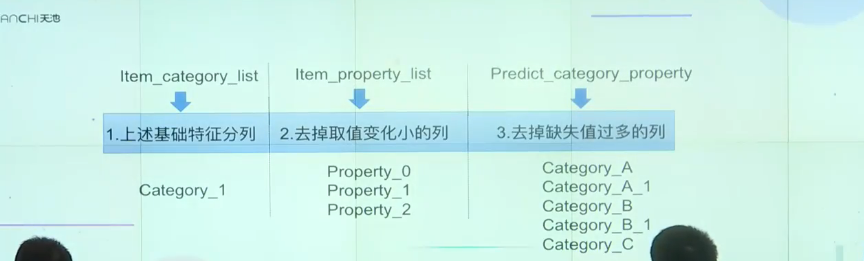 TIANCHI天池
Item_category_list
Item_property_list
Predict_category_property
1.上述基础特征分列
2.去掉取值变化小的列
3.去掉缺失值过多的列
Category_1
Property_0
Property_1
Property_2
Category_A
Category_A_1
Category_B
Category_B_1
Category_C